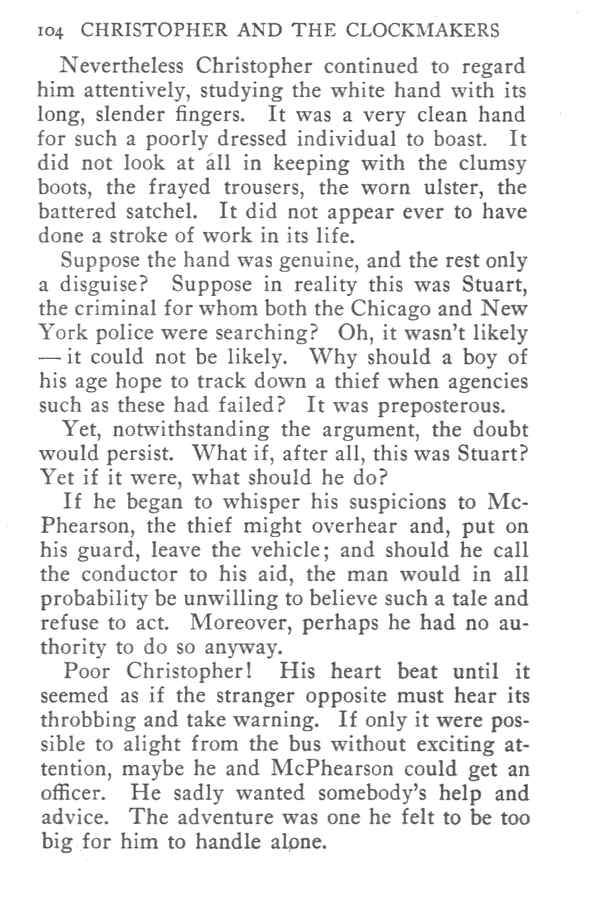 104 CHRISTOPHER AND THE CLOCKMAKERS
Nevertheless Christopher continued to regard
him attentively, studying the white hand with its
long, slender fingers. It was a very clean hand
for such a poorly dressed individual to boast. It
did not look at all in keeping with the clumsy
boots, the frayed trousers, the worn ulster, the
battered satchel. It did not appear ever to have
done a stroke of work in its life.
Suppose the hand was genuine, and the rest only
a disguise? Suppose in reality this was Stuart,
the criminal for whom both the Chicago and New
York police were searching? Oh, it wasn't likely
— it could not be likely. Why should a boy of
his age hope to track down a thief when agencies
such as these had failed? It was preposterous.
Yet, notwithstanding the argument, the doubt
would persist. What if, after all, this was Stuart?
Yet if it were, what should he do?
If he began to whisper his suspicions to Mc-
Phearson, the thief might overhear and, put on
his guard, leave the vehicle; and should he call
the conductor to his aid, the man would in all
probability be unwilling to believe such a tale and
refuse to act. Moreover, perhaps he had no au-
thority to do so anyway.
Poor Christopher! His heart beat until it
seemed as if the stranger opposite must hear its
throbbing and take warning. If only it were pos-
sible to alight from the bus without exciting at-
tention, maybe he and McPhearson could get an
officer. He sadly wanted somebody's help and
advice. The adventure was one he felt to be too
big for him to handle alone.